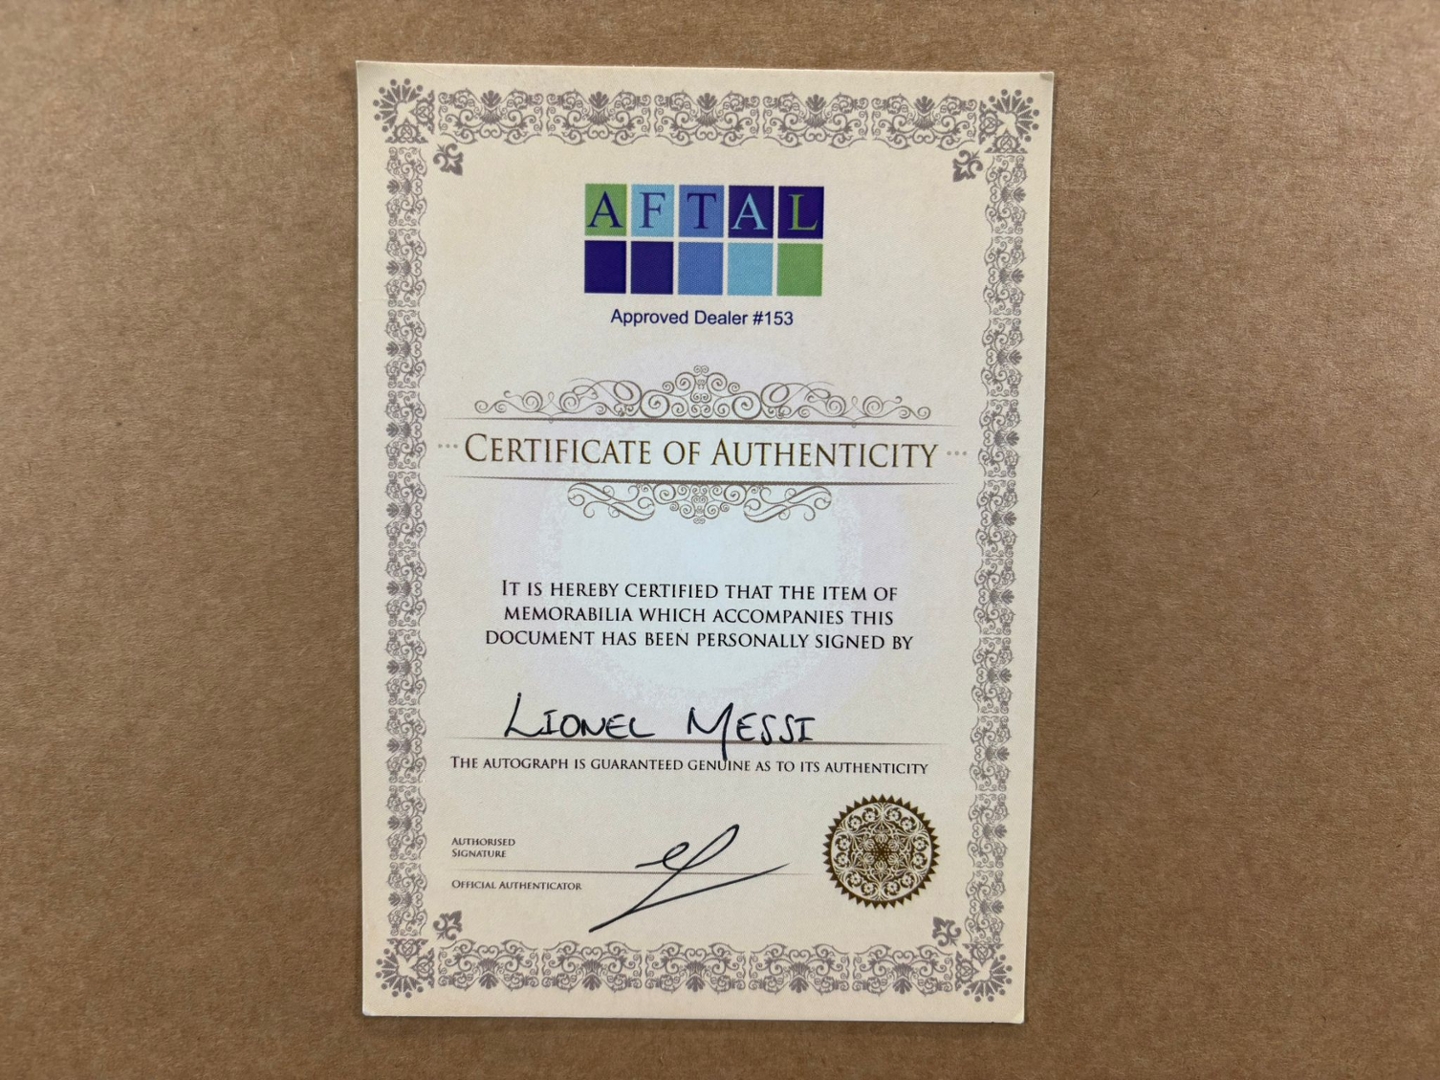 AFTAL
Approved Dealer #153
CERTIFICATE OF AUTHENTICITY
IT IS HEREBY CERTIFIED THAT THE ITEM OF
MEMORABILIA WHICH ACCOMPANIES THIS
DOCUMENT HAS BEEN PERSONALLY SIGNED BY
LIONEL MESSI
THE AUTOGRAPH IS GUARANTEED GENUINE AS TO ITS AUTHENTICITY
AUTHORISED
SIGNATURE
OFFICIAL AUTHENTICATOR